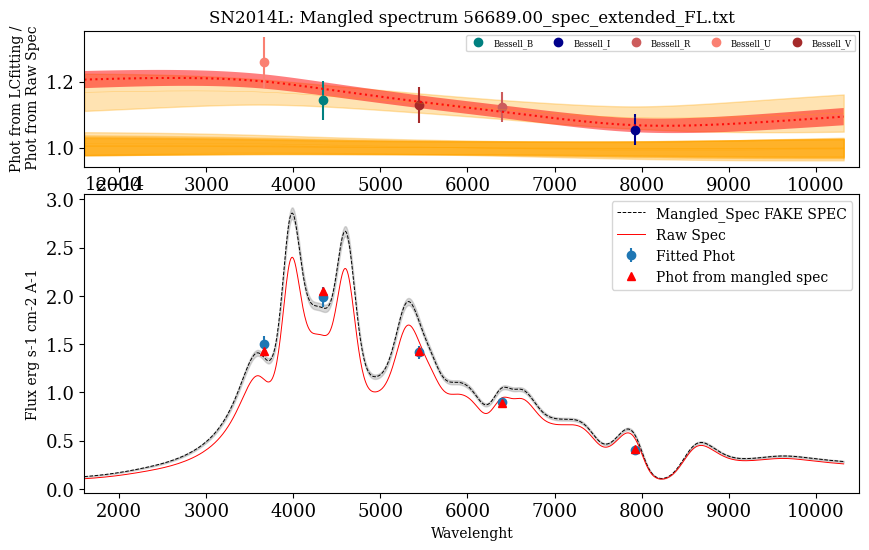 SN2014L: Mangled spectrum 56689.00_spec_extended_FL.txt
Phot from LCfitting /
Phot from Raw Spec
Bessell_B Bessell_I Bessell_R Bessell_U Bessell_V
1.2
1.0
2000 3000 4000 5000 6000 7000 8000 9000 10000
1e−14
Flux erg s-1 cm-2 A-1
3.0
2.5
2.0
1.5
1.0
0.5
0.0
Mangled_Spec FAKE SPEC
Raw Spec
Fitted Phot
Phot from mangled spec
2000 3000 4000 5000 6000 7000 8000 9000 10000
Wavelenght